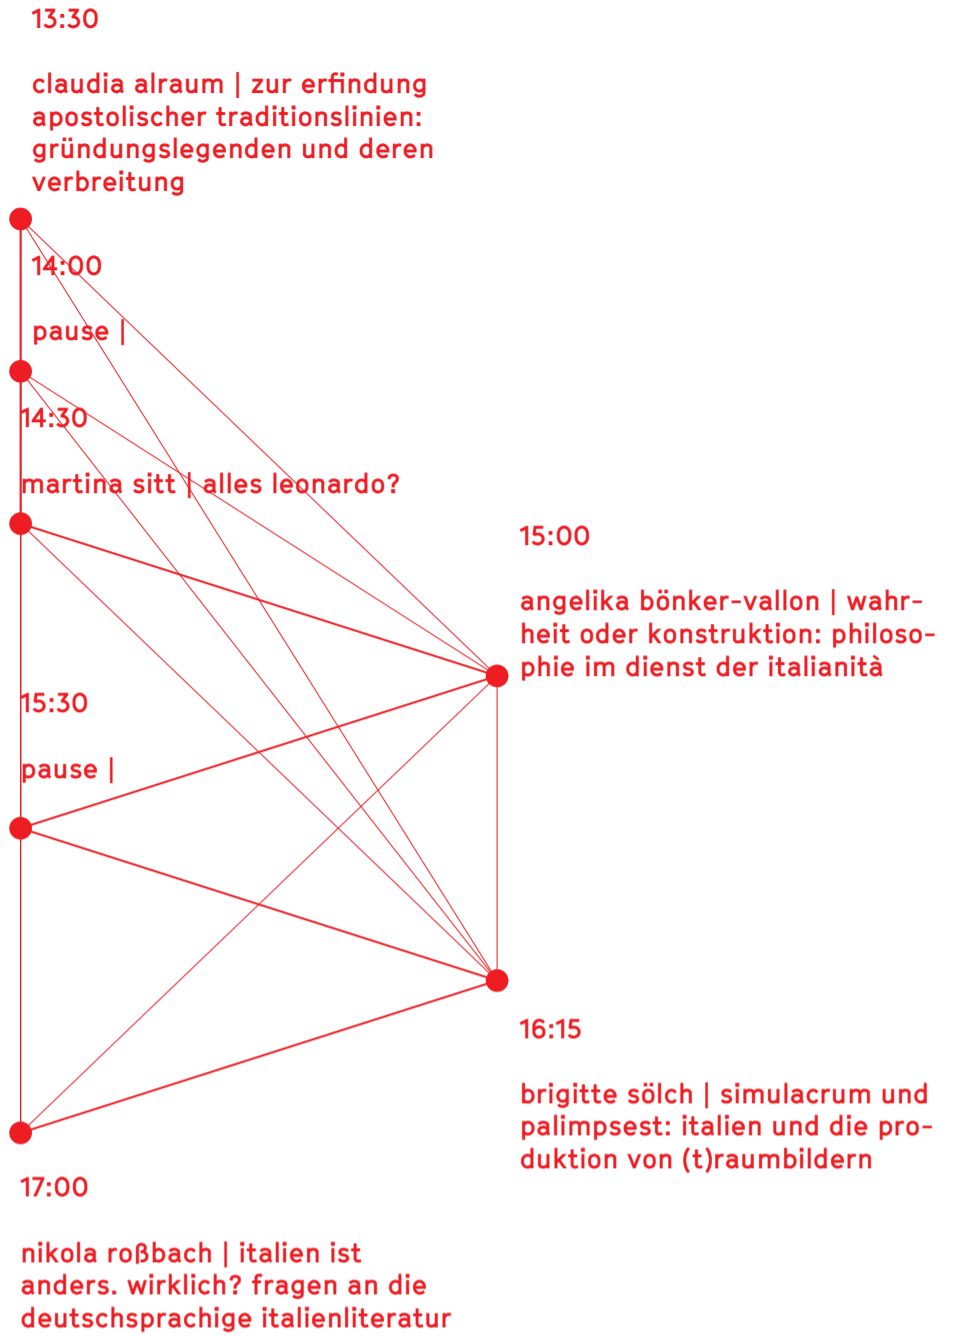 13:30
claudia alraum | zur erfindung
apostolischer traditionslinien:
gründungslegenden und deren
verbreitung
14:00
pause |
14:30
martina sitt | alles leonardo?
15:00
angelika bönker-vallon | wahr-
heit oder konstruktion: philoso-
phie im dienst der italianità
15:30
pause |
16:15
brigitte sölch | simulacrum und
palimpsest: italien und die pro-
duktion von (t)raumbildern
17:00
nikola roßbach | italien ist
anders. wirklich? fragen an die
deutschsprachige italienliteratur